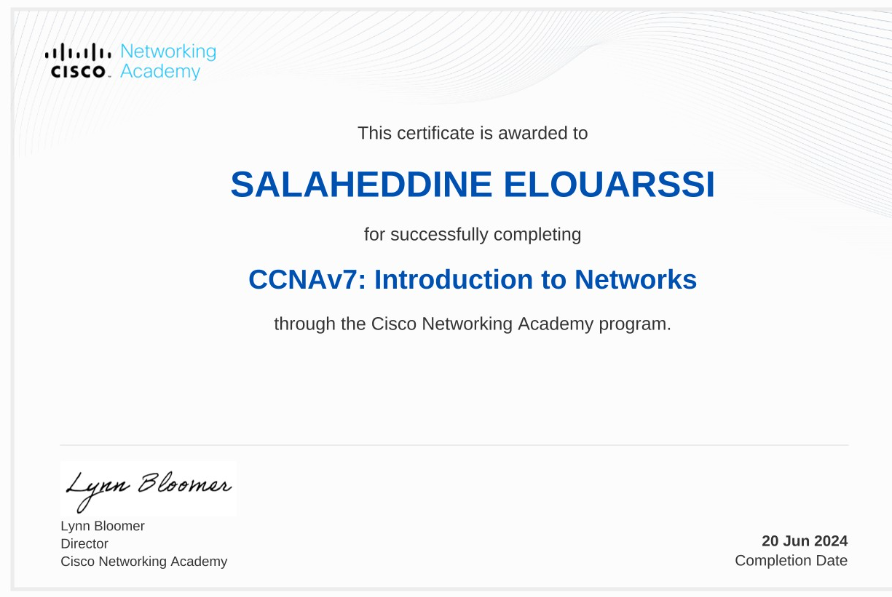 Networking
CISCO Academy
This certificate is awarded to
SALAHEDDINE ELOUARSSI
for successfully completing
CCNAv7: Introduction to Networks
through the Cisco Networking Academy program.
Lynn Bloomer
Lynn Bloomer
Director
Cisco Networking Academy
20 Jun 2024
Completion Date